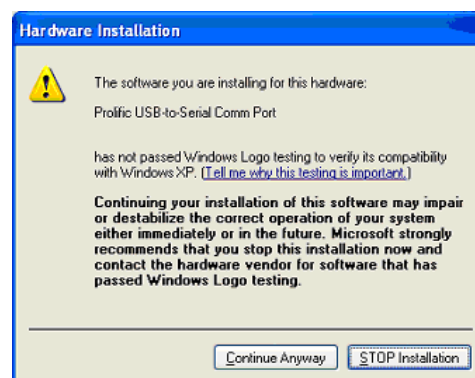 Hardware Installation
The software you are installing for this hardware:
Prolific USB-to-Serial Comm Port
has not passed Windows Logo testing to verify its compatibility
with Windows XP. (Tell me why this testing is important.)
Continuing your installation of this software may impair
or destabilize the correct operation of your system
either immediately or in the future. Microsoft strongly
recommends that you stop this installation now and
contact the hardware vendor for software that has
passed Windows Logo testing.
Continue Anyway
STOP Installation